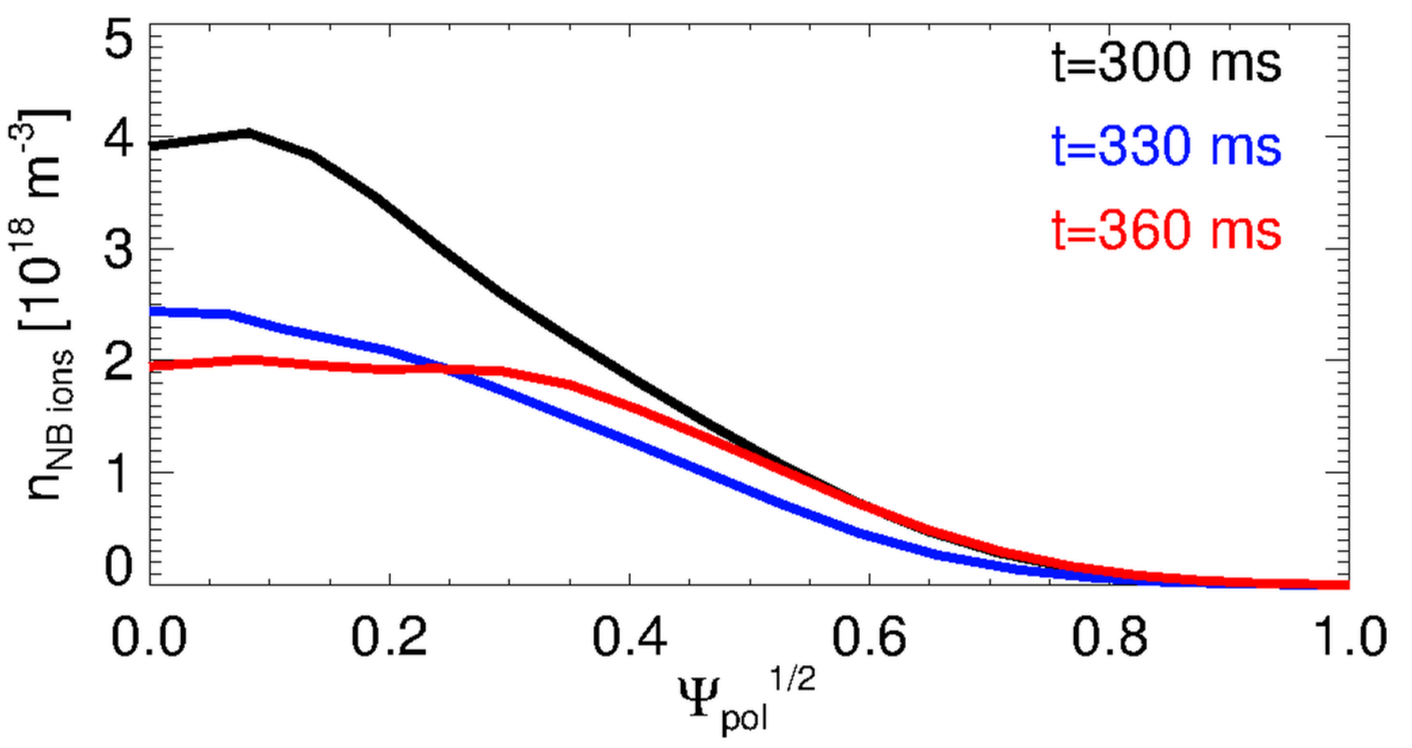 t=300 ms
t=330 ms
t=360 ms
n_NB ions [10^18 m^-3]
5
4
3
2
1
0
0.0 0.2 0.4 0.6 0.8 1.0
Ψ_pol^1/2